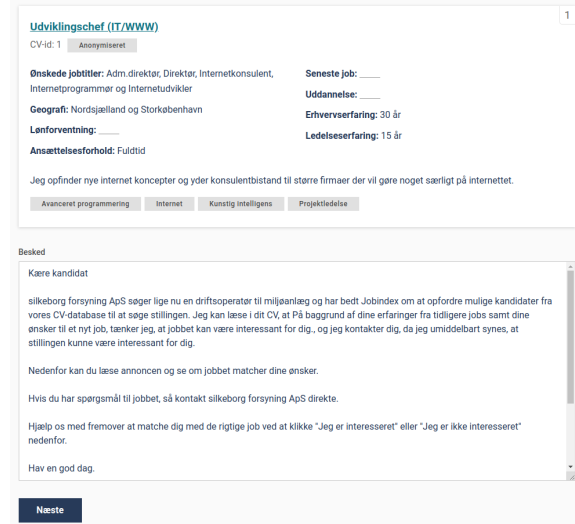 1
Udviklingschef (IT/WWW)
CV-id: 1 Anonymiseret
Ønskede jobtitler: Adm.direktør, Direktør, Internetkonsulent,
Internetprogrammør og Internetudvikler
Geografi: Nordsjælland og Storkøbenhavn
Lønforventning: ____
Ansættelsesforhold: Fuldtid
Seneste job: ____
Uddannelse: ____
Erhvervserfaring: 30 år
Ledelseserfaring: 15 år
Jeg opfinder nye internet koncepter og yder konsulentbistand til større firmaer der vil gøre noget særligt på internettet.
Avanceret programmering Internet Kunstig intelligens Projektledelse
Besked
Kære kandidat
silkeborg forsyning ApS søger lige nu en driftsoperatør til miljøanlæg og har bedt Jobindex om at opfordre mulige kandidater fra
vores CV-database til at søge stillingen. Jeg kan læse i dit CV, at På baggrund af dine erfaringer fra tidligere jobs samt dine
ønsker til et nyt job, tænker jeg, at jobbet kan være interessant for dig., og jeg kontakter dig, da jeg umiddelbart synes, at
stillingen kunne være interessant for dig.
Nedenfor kan du læse annoncen og se om jobbet matcher dine ønsker.
Hvis du har spørgsmål til jobbet, så kontakt silkeborg forsyning ApS direkte.
Hjælp os med fremover at matche dig med de rigtige job ved at klikke "Jeg er interesseret" eller "Jeg er ikke interesseret"
nedenfor.
Hav en god dag.
Næste